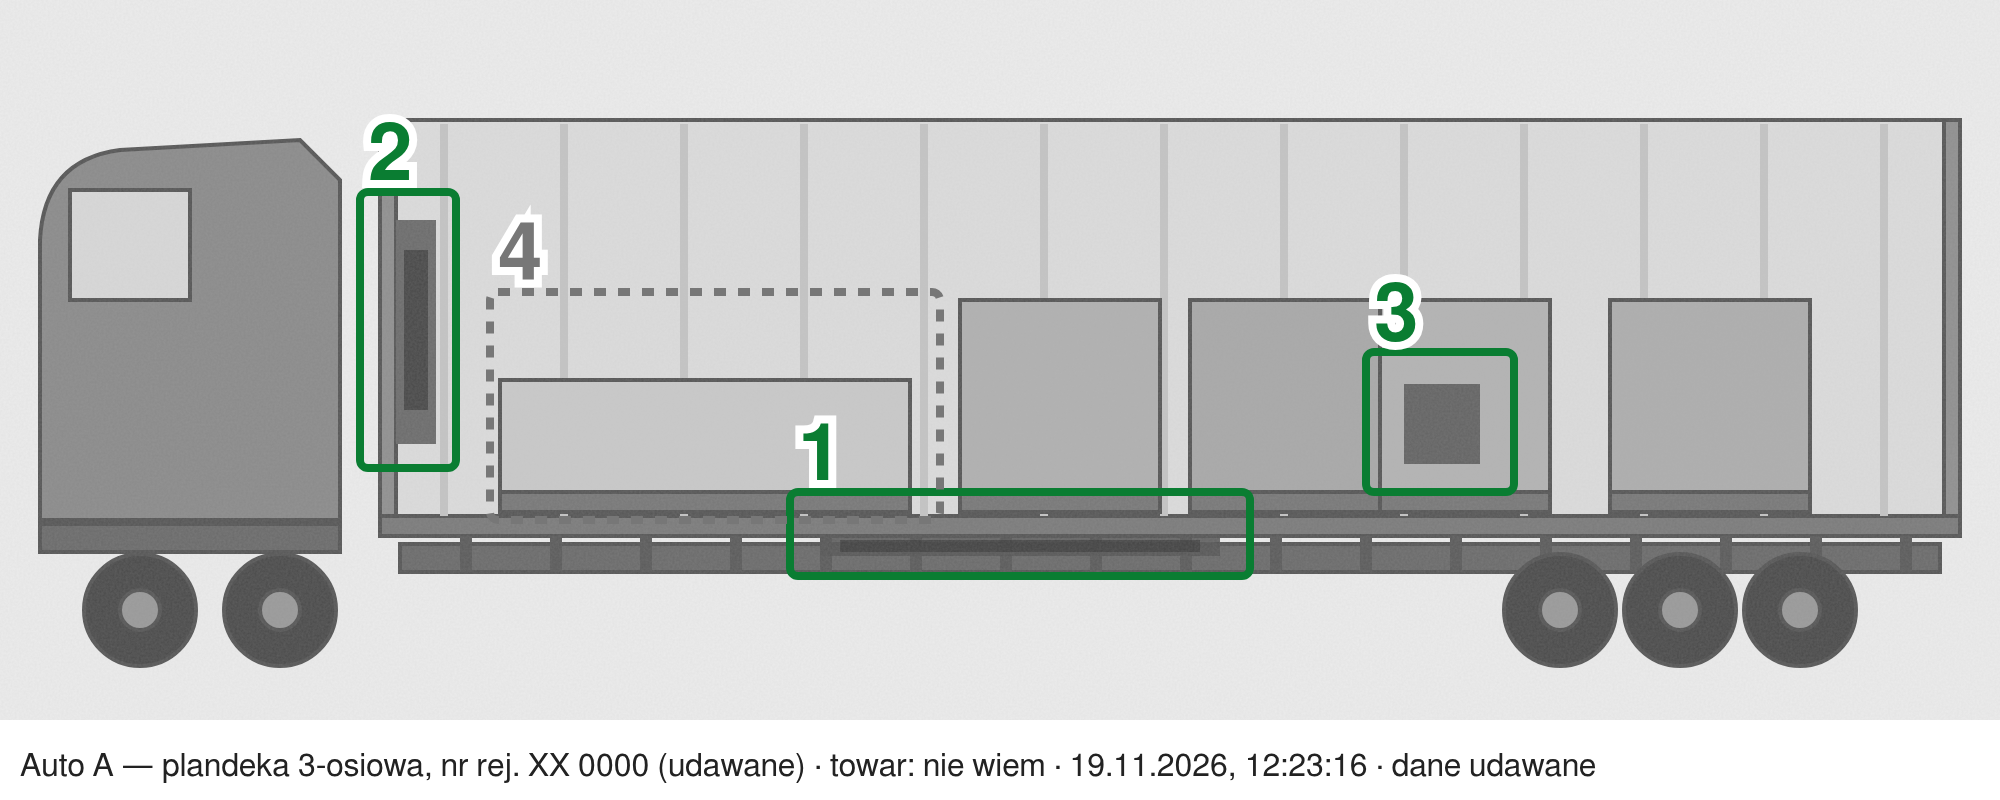 2
4
3
1
Auto A — plandeka 3-osiowa, nr rej. XX 0000 (udawane) · towar: nie wiem · 19.11.2026, 12:23:16 · dane udawane